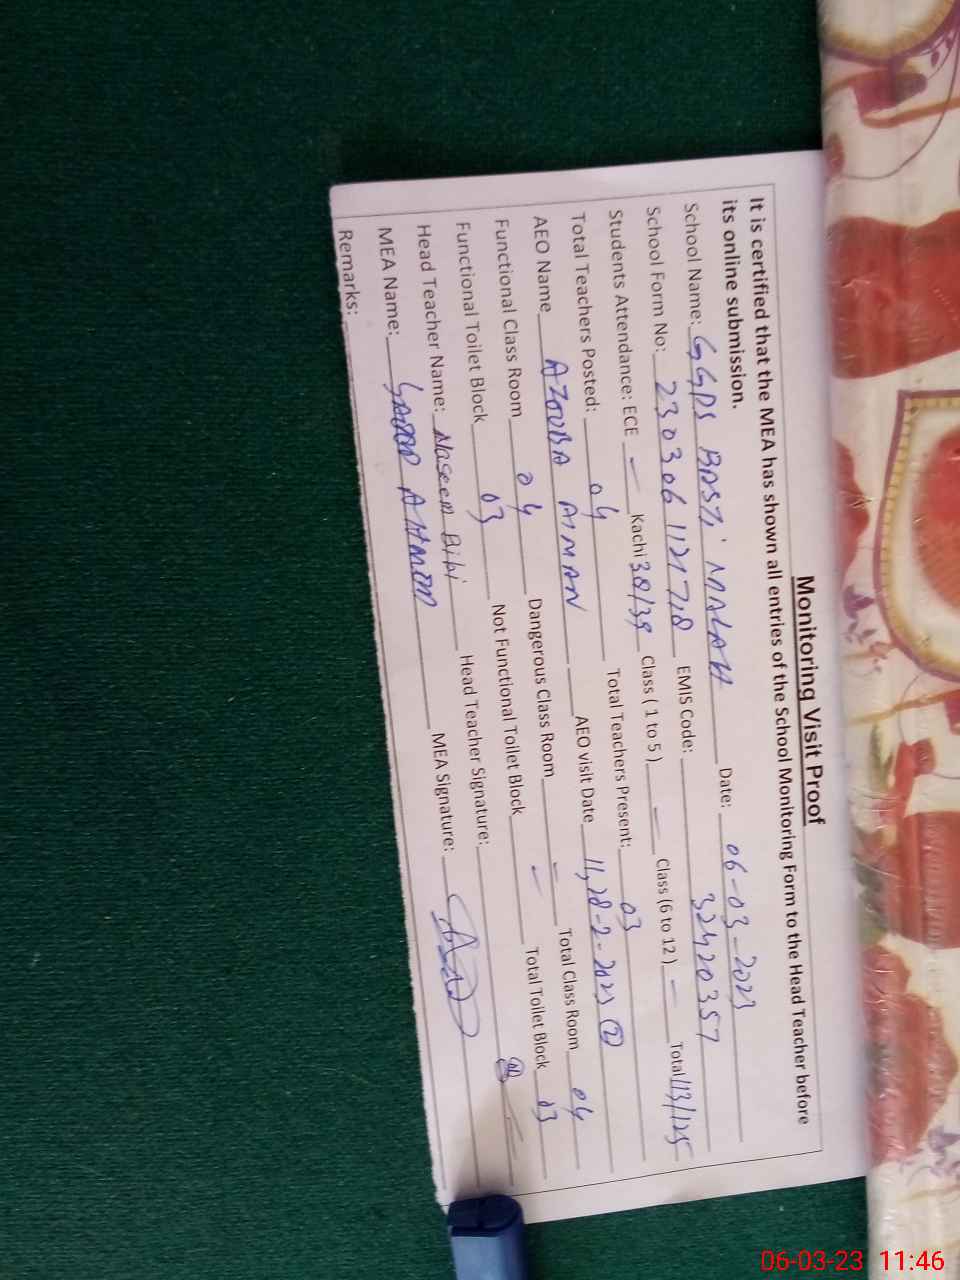 Monitoring Visit Proof
It is certified that the MEA has shown all entries of the School Monitoring Form to the Head Teacher before
its online submission.
School Name: GGPS BASTI MALAH Date: 06-03-2023
School Form No: 230306112178 EMIS Code: 32420357
Students Attendance: ECE — Kachi 38/39 Class ( 1 to 5 ) — Class (6 to 12 ) — Total 113/125
Total Teachers Posted: 04 Total Teachers Present: 03
AEO Name AZOOBA AIMAN AEO visit Date 11,28-2-2023 (2)
Functional Class Room 04 Dangerous Class Room — Total Class Room 04
Functional Toilet Block 03 Not Functional Toilet Block — Total Toilet Block 03
Head Teacher Name: Naseem Bibi Head Teacher Signature:
MEA Name: AHMED MEA Signature:
Remarks:
06-03-23 11:46